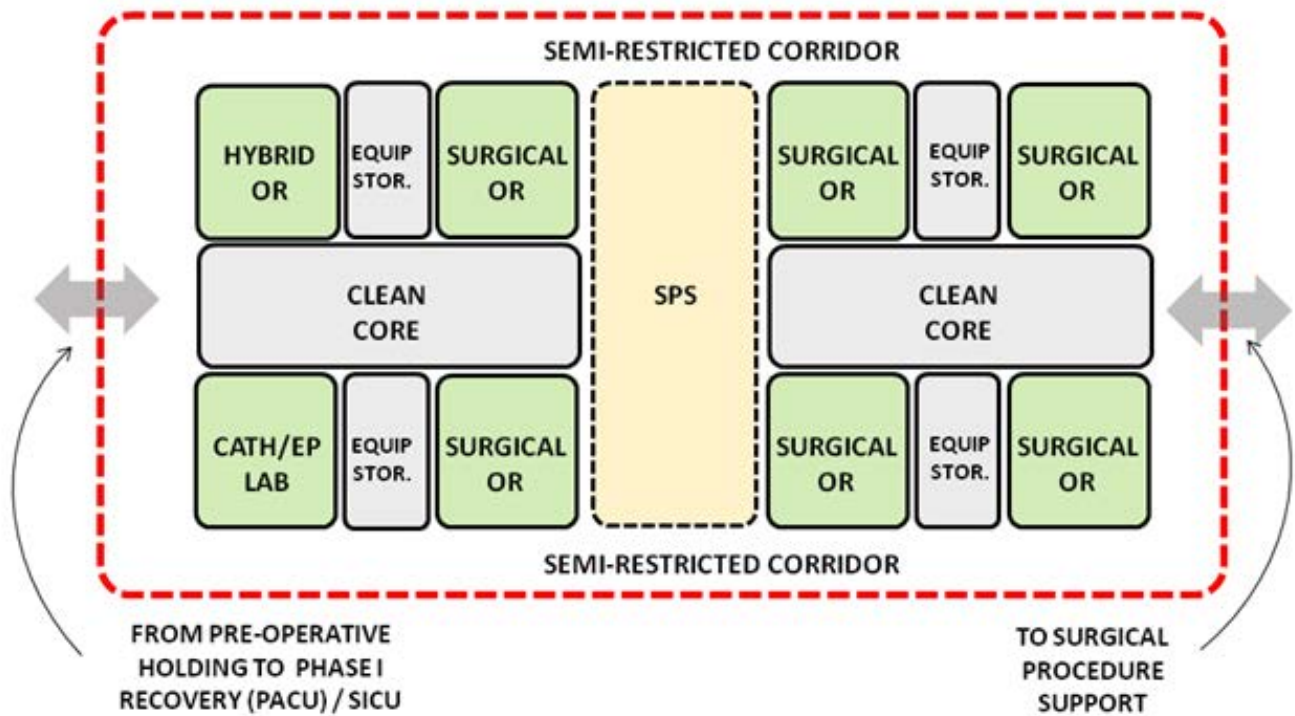 SEMI-RESTRICTED CORRIDOR
HYBRID
OR
EQUIP
STOR.
SURGICAL
OR
SURGICAL
OR
EQUIP
STOR.
SURGICAL
OR
CLEAN
CORE
SPS
CLEAN
CORE
CATH/EP
LAB
EQUIP
STOR.
SURGICAL
OR
SURGICAL
OR
EQUIP
STOR.
SURGICAL
OR
SEMI-RESTRICTED CORRIDOR
FROM PRE-OPERATIVE
HOLDING TO PHASE I
RECOVERY (PACU) / SICU
TO SURGICAL
PROCEDURE
SUPPORT